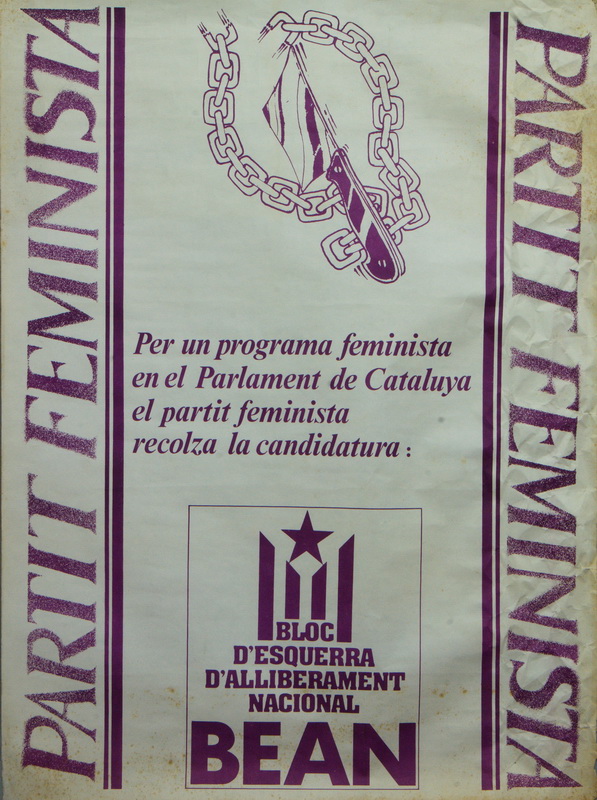 PARTIT FEMINISTA
Per un programa feminista
en el Parlament de Cataluya
el partit feminista
recolza la candidatura :
BLOC
D'ESQUERRA
D'ALLIBERAMENT
NACIONAL
BEAN
PARTIT FEMINISTA